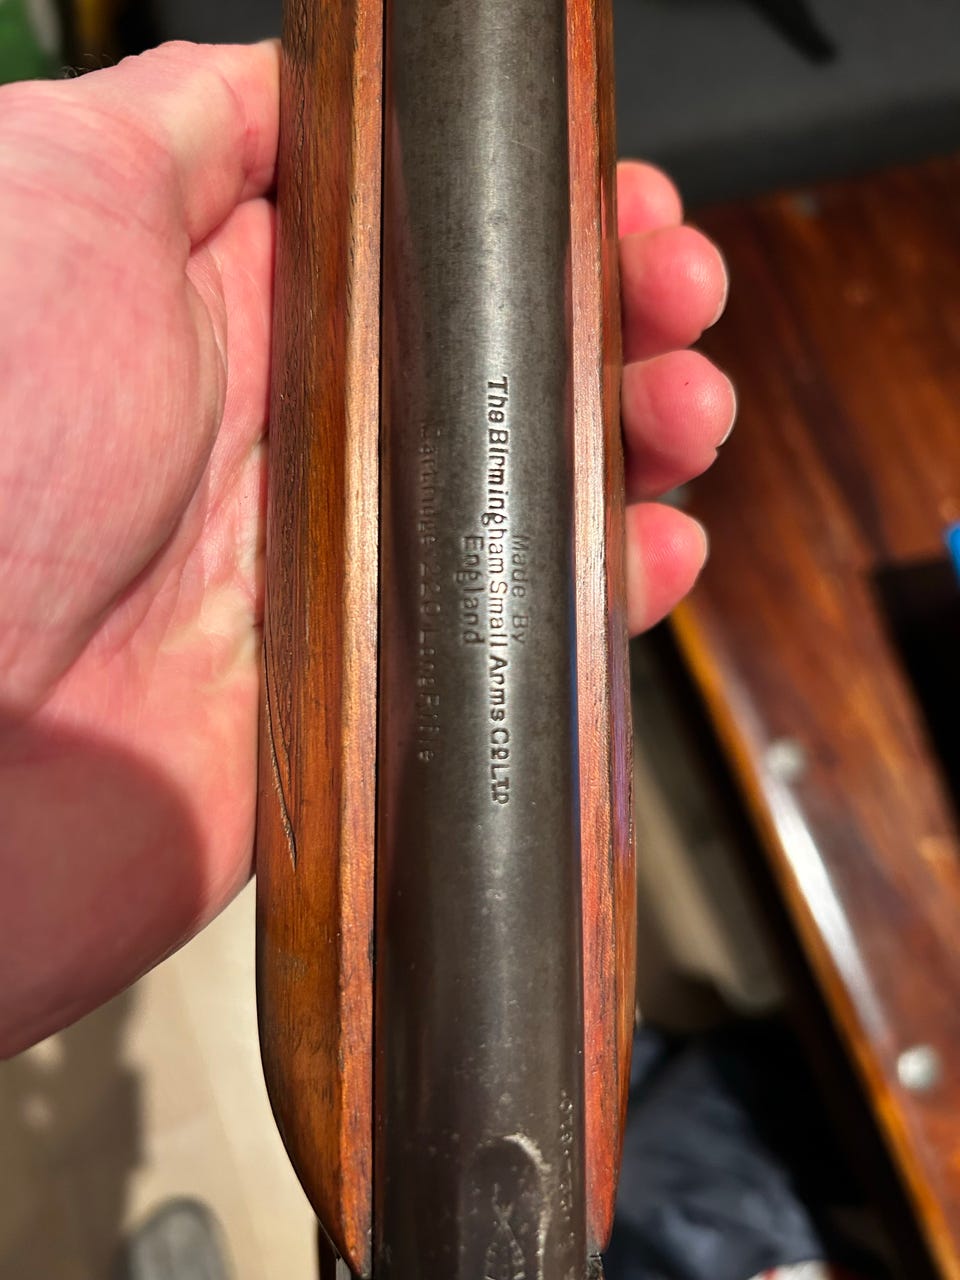 Made By
The Birmingham Small Arms Co LTD
England
Cartridge .22 Long Rifle